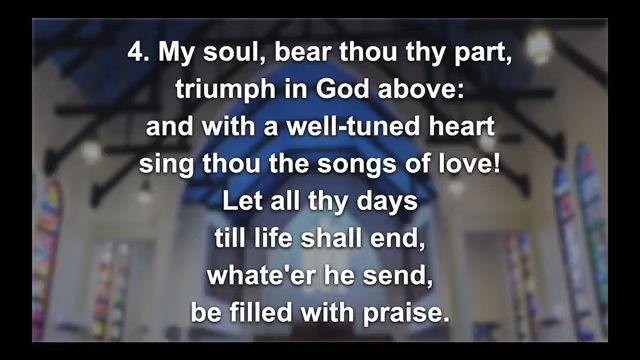 4. My soul, bear thou thy part,
triumph in God above:
and with a well-tuned heart
sing thou the songs of love!
Let all thy days
till life shall end,
whate'er he send,
be filled with praise.